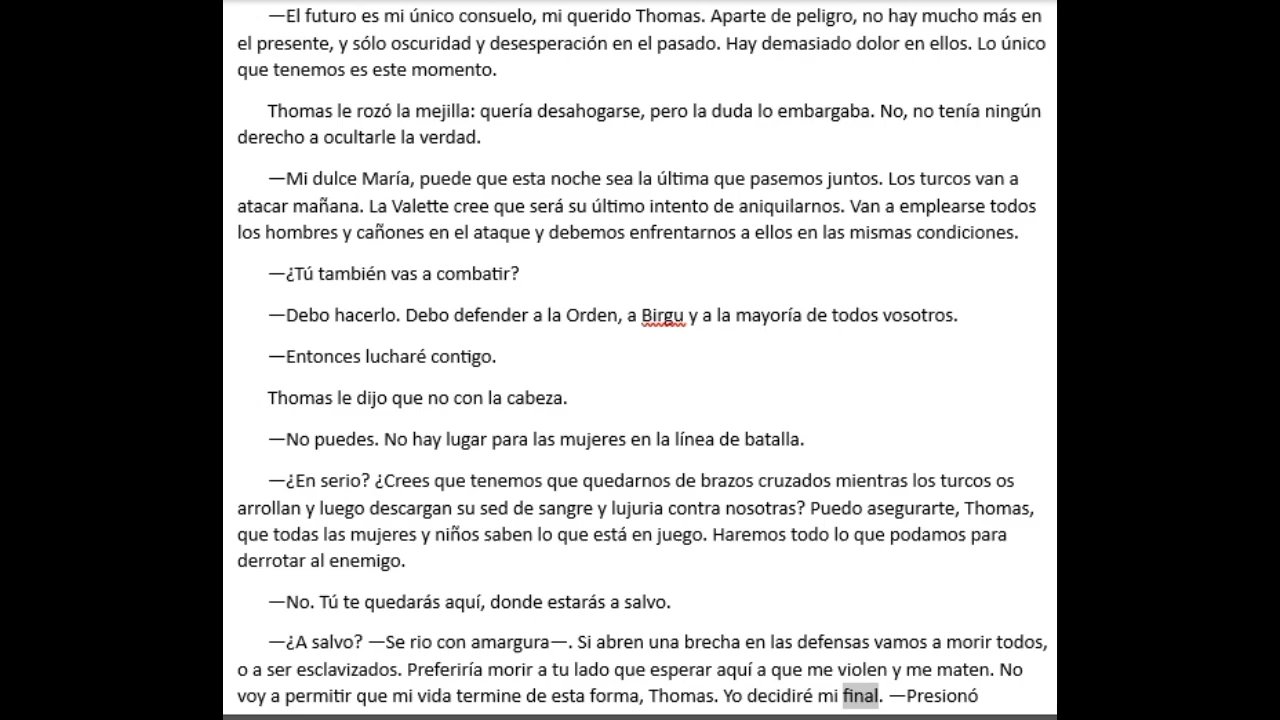 —El futuro es mi único consuelo, mi querido Thomas. Aparte de peligro, no hay mucho más en
el presente, y sólo oscuridad y desesperación en el pasado. Hay demasiado dolor en ellos. Lo único
que tenemos es este momento.
Thomas le rozó la mejilla: quería desahogarse, pero la duda lo embargaba. No, no tenía ningún
derecho a ocultarle la verdad.
—Mi dulce María, puede que esta noche sea la última que pasemos juntos. Los turcos van a
atacar mañana. La Valette cree que será su último intento de aniquilarnos. Van a emplearse todos
los hombres y cañones en el ataque y debemos enfrentarnos a ellos en las mismas condiciones.
—¿Tú también vas a combatir?
—Debo hacerlo. Debo defender a la Orden, a Birgu y a la mayoría de todos vosotros.
—Entonces lucharé contigo.
Thomas le dijo que no con la cabeza.
—No puedes. No hay lugar para las mujeres en la línea de batalla.
—¿En serio? ¿Crees que tenemos que quedarnos de brazos cruzados mientras los turcos os
arrollan y luego descargan su sed de sangre y lujuria contra nosotras? Puedo asegurarte, Thomas,
que todas las mujeres y niños saben lo que está en juego. Haremos todo lo que podamos para
derrotar al enemigo.
—No. Tú te quedarás aquí, donde estarás a salvo.
—¿A salvo? —Se rio con amargura—. Si abren una brecha en las defensas vamos a morir todos,
o a ser esclavizados. Preferiría morir a tu lado que esperar aquí a que me violen y me maten. No
voy a permitir que mi vida termine de esta forma, Thomas. Yo decidiré mi final. —Presionó